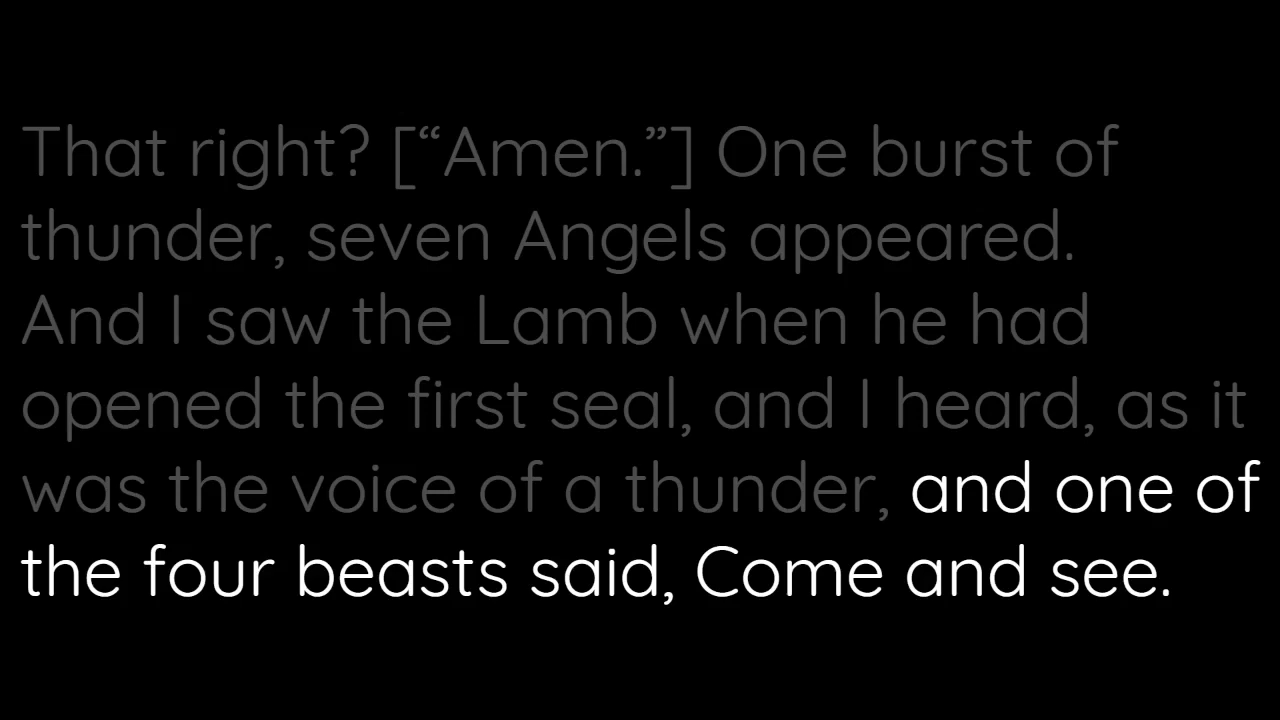 That right? [“Amen.”] One burst of
thunder, seven Angels appeared.
And I saw the Lamb when he had
opened the first seal, and I heard, as it
was the voice of a thunder, and one of
the four beasts said, Come and see.